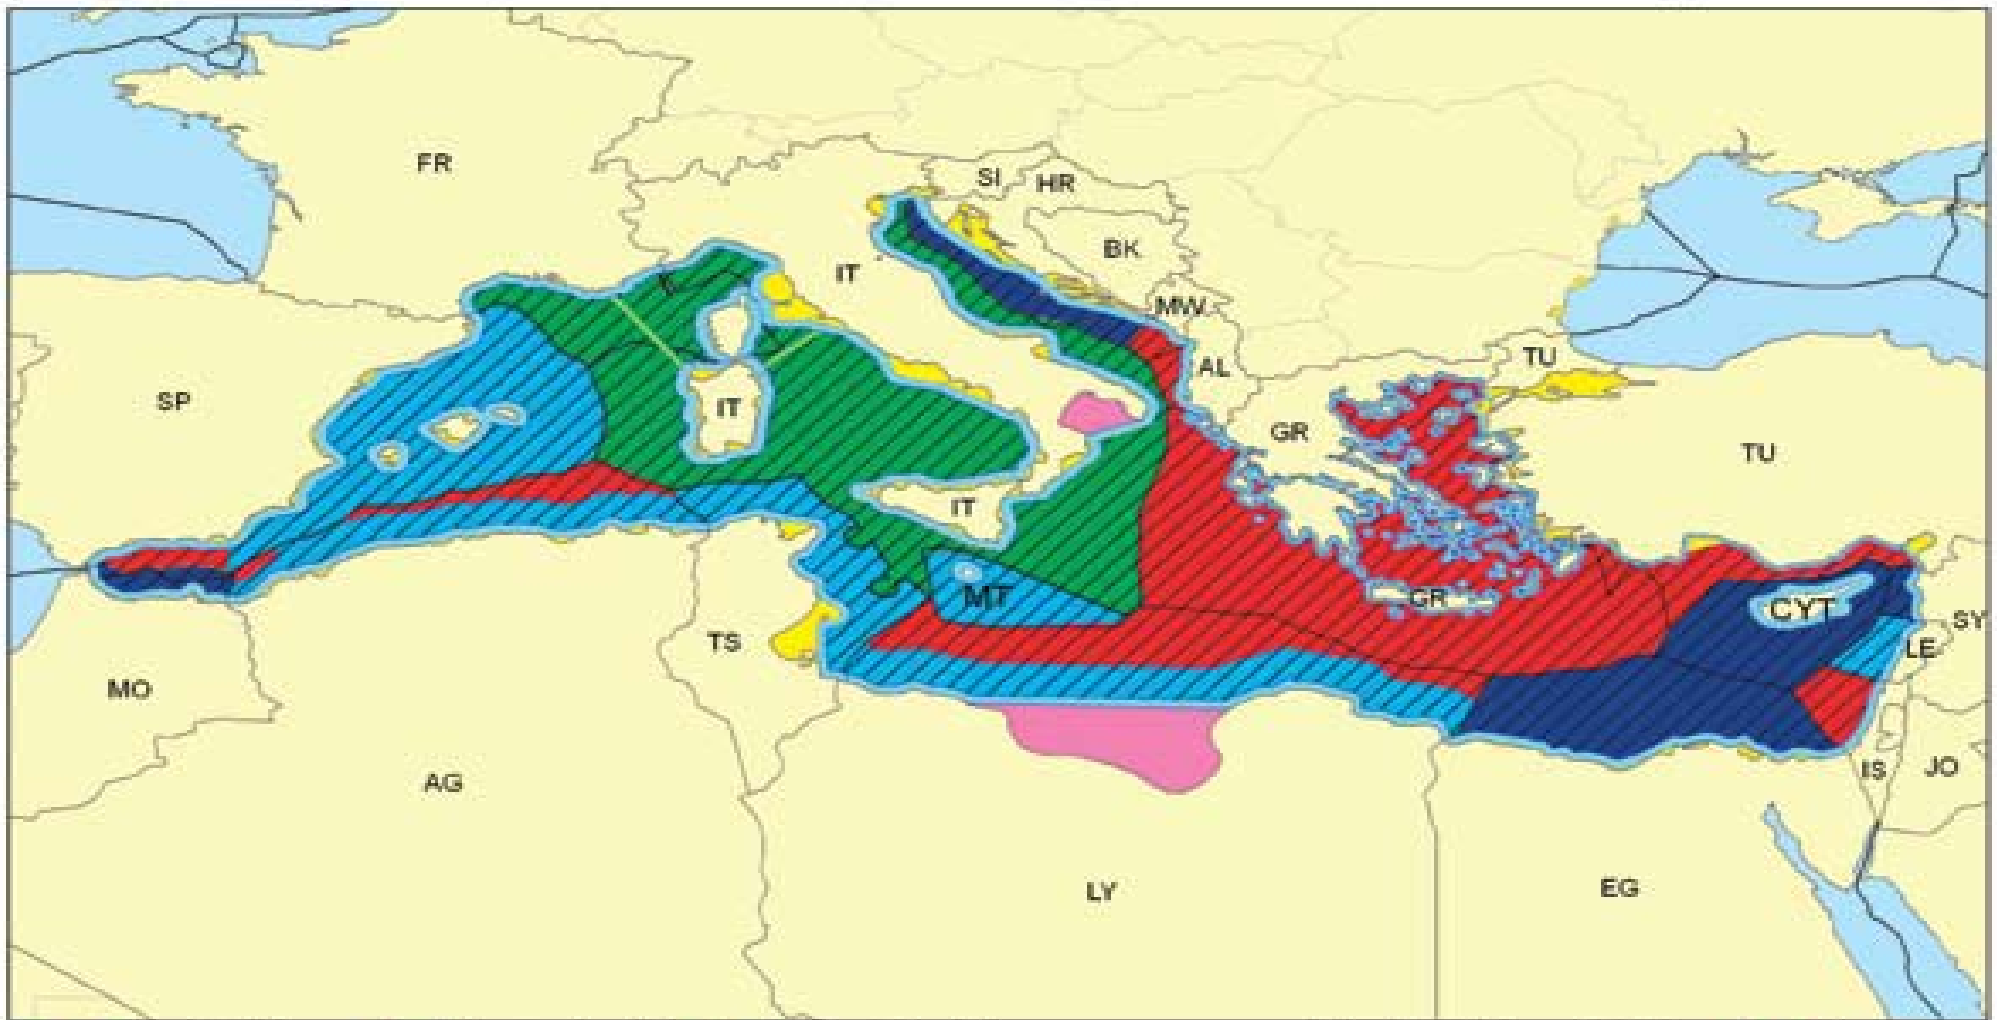 FR
SI
HR
BK
IT
MW
AL
TU
SP
IT
GR
TU
IT
MT
GR
CYT
SY
LE
TS
MO
AG
IS
JO
LY
EG